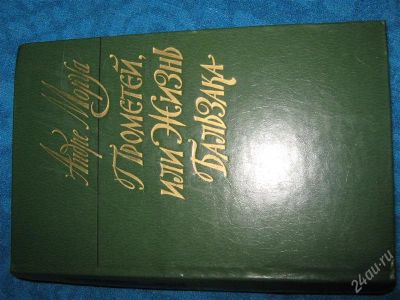 Андре Моруа
Прометей,
или Жизнь
Бальзака
24au.ru